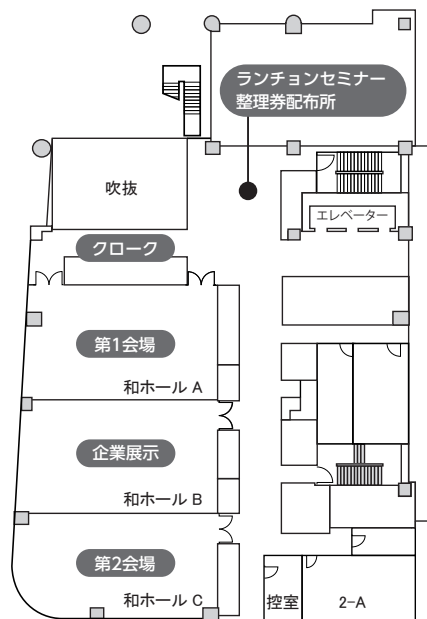 ランチョンセミナー
整理券配布所
吹抜
エレベーター
クローク
第1会場
和ホール A
企業展示
和ホール B
第2会場
和ホール C
控室
2-A